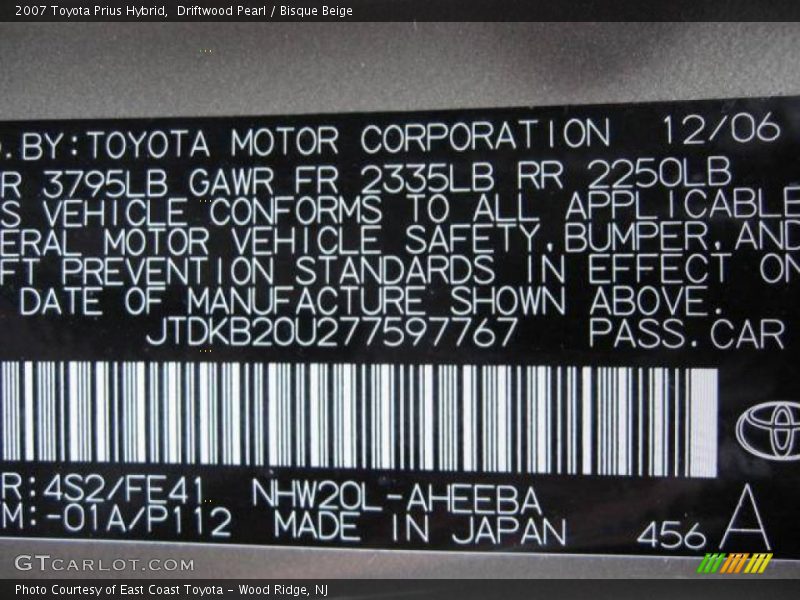 2007 Toyota Prius Hybrid,  Driftwood Pearl / Bisque Beige
.BY:TOYOTA MOTOR CORPORATION 12/06
R 3795LB GAWR FR 2335LB RR 2250LB
S VEHICLE CONFORMS TO ALL APPLICABLE
ERAL MOTOR VEHICLE SAFETY, BUMPER, AND
FT PREVENTION STANDARDS IN EFFECT ON
DATE OF MANUFACTURE SHOWN ABOVE.
JTDKB20U277597767 PASS.CAR
R:4S2/FE41 NHW20L-AHEEBA
M:-01A/P112 MADE IN JAPAN 456 A
GTCARLOT.COM
Photo Courtesy of East Coast Toyota – Wood Ridge, NJ